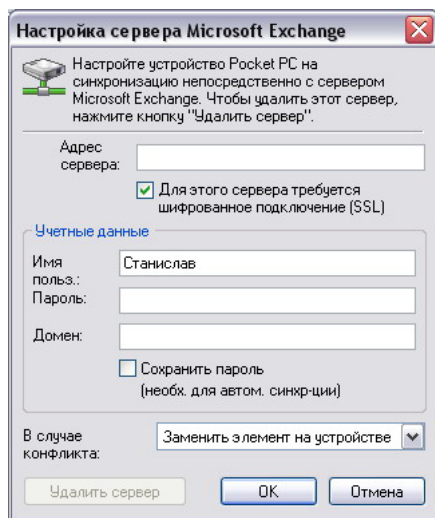 Настройка сервера Microsoft Exchange
Настройте устройство Pocket PC на
синхронизацию непосредственно с сервером
Microsoft Exchange. Чтобы удалить этот сервер,
нажмите кнопку "Удалить сервер".
Адрес
сервера:
Для этого сервера требуется
шифрованное подключение (SSL)
Учетные данные
Имя
польз.:
Станислав
Пароль:
Домен:
Сохранить пароль
(необх. для автом. синхр-ции)
В случае
конфликта:
Заменить элемент на устройстве
Удалить сервер
OK
Отмена